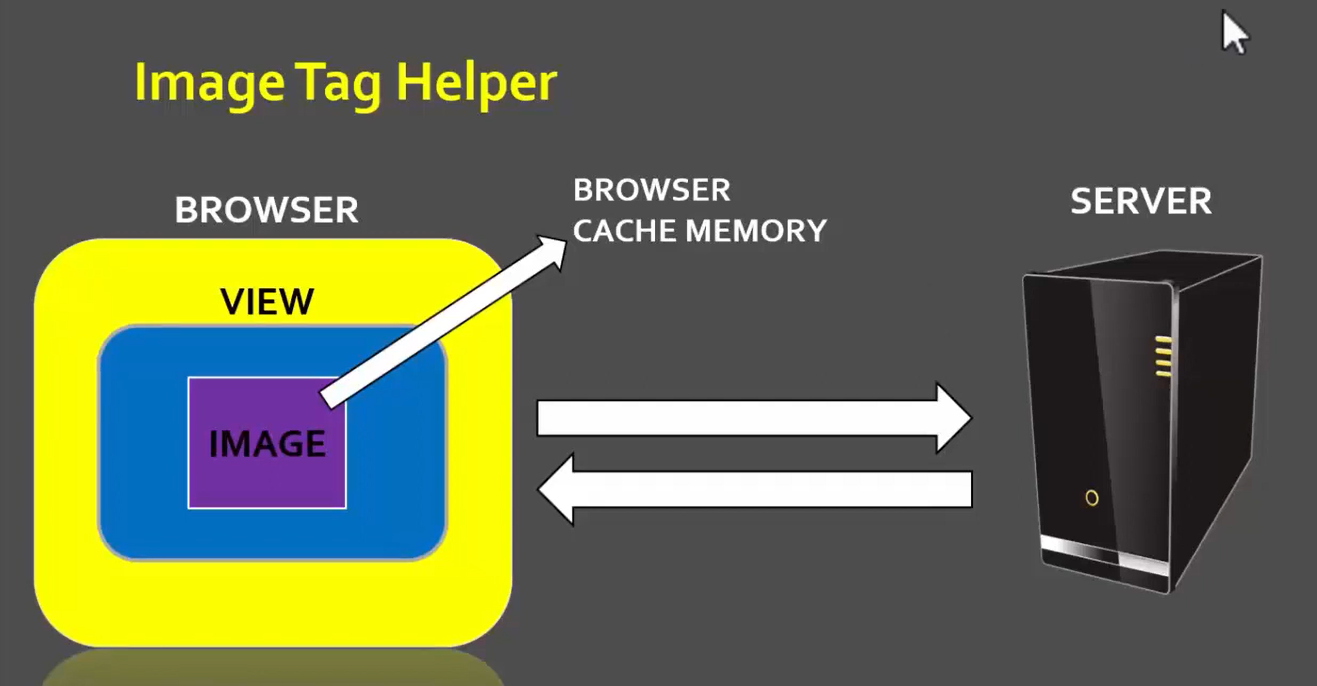 Image Tag Helper
BROWSER
BROWSER
CACHE MEMORY
SERVER
VIEW
IMAGE